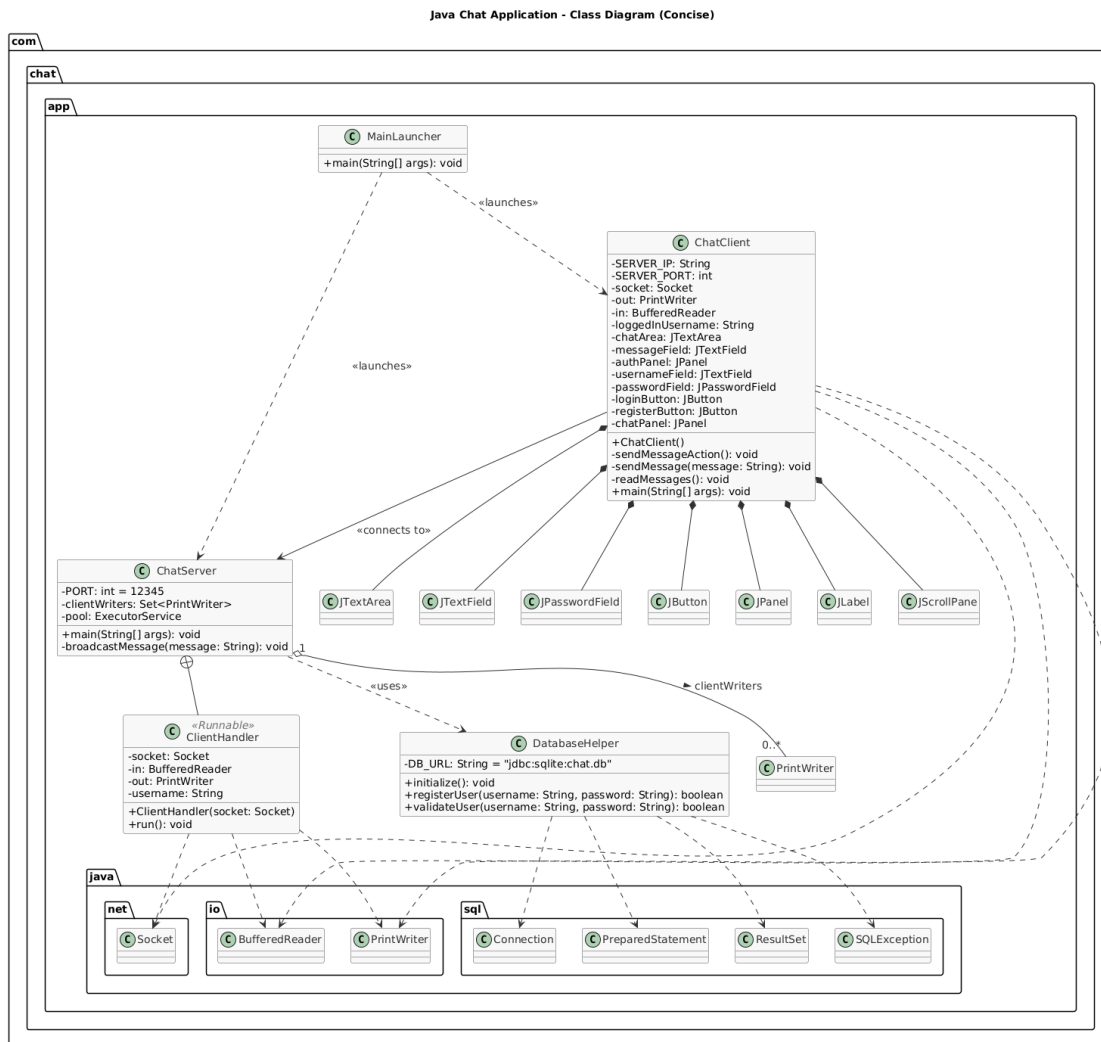 Java Chat Application - Class Diagram (Concise)
com
chat
app
C MainLauncher
+main(String[] args): void
«launches»
C ChatClient
-SERVER_IP: String
-SERVER_PORT: int
-socket: Socket
-out: PrintWriter
-in: BufferedReader
-loggedInUsername: String
-chatArea: JTextArea
-messageField: JTextField
-authPanel: JPanel
-usernameField: JTextField
-passwordField: JPasswordField
-loginButton: JButton
-registerButton: JButton
-chatPanel: JPanel
+ChatClient()
-sendMessageAction(): void
-sendMessage(message: String): void
-readMessages(): void
+main(String[] args): void
«launches»
«connects to»
C ChatServer
-PORT: int = 12345
-clientWriters: Set<PrintWriter>
-pool: ExecutorService
+main(String[] args): void
-broadcastMessage(message: String): void
C JTextArea
C JTextField
C JPasswordField
C JButton
C JPanel
C JLabel
C JScrollPane
1
«uses»
clientWriters
0..*
C «Runnable»
ClientHandler
-socket: Socket
-in: BufferedReader
-out: PrintWriter
-username: String
+ClientHandler(socket: Socket)
+run(): void
C DatabaseHelper
-DB_URL: String = "jdbc:sqlite:chat.db"
+initialize(): void
+registerUser(username: String, password: String): boolean
+validateUser(username: String, password: String): boolean
C PrintWriter
java
net
C Socket
io
C BufferedReader
C PrintWriter
sql
C Connection
C PreparedStatement
C ResultSet
C SQLException